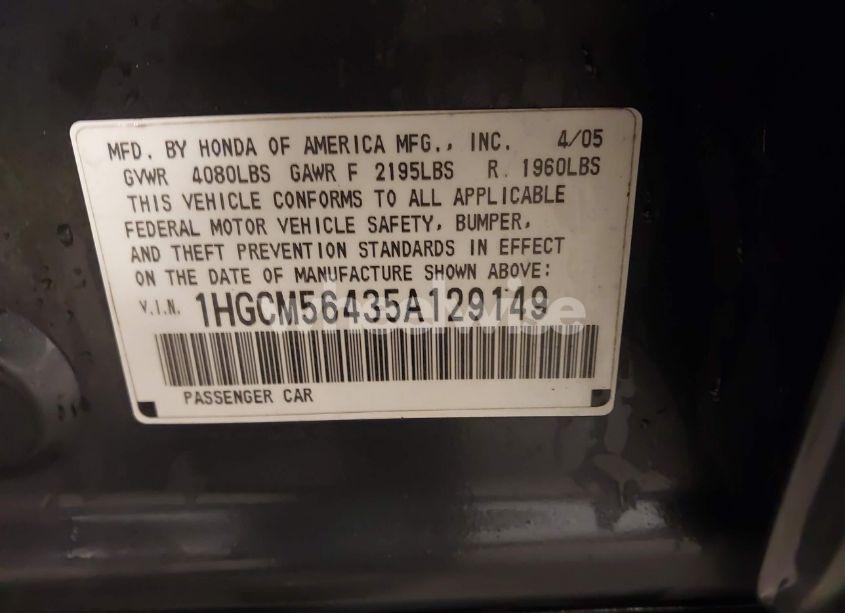 MFD. BY HONDA OF AMERICA MFG., INC. 4/05
GVWR 4080LBS GAWR F 2195LBS R 1960LBS
THIS VEHICLE CONFORMS TO ALL APPLICABLE
FEDERAL MOTOR VEHICLE SAFETY, BUMPER,
AND THEFT PREVENTION STANDARDS IN EFFECT
ON THE DATE OF MANUFACTURE SHOWN ABOVE:
V.I.N. 1HGCM56435A129149
PASSENGER CAR